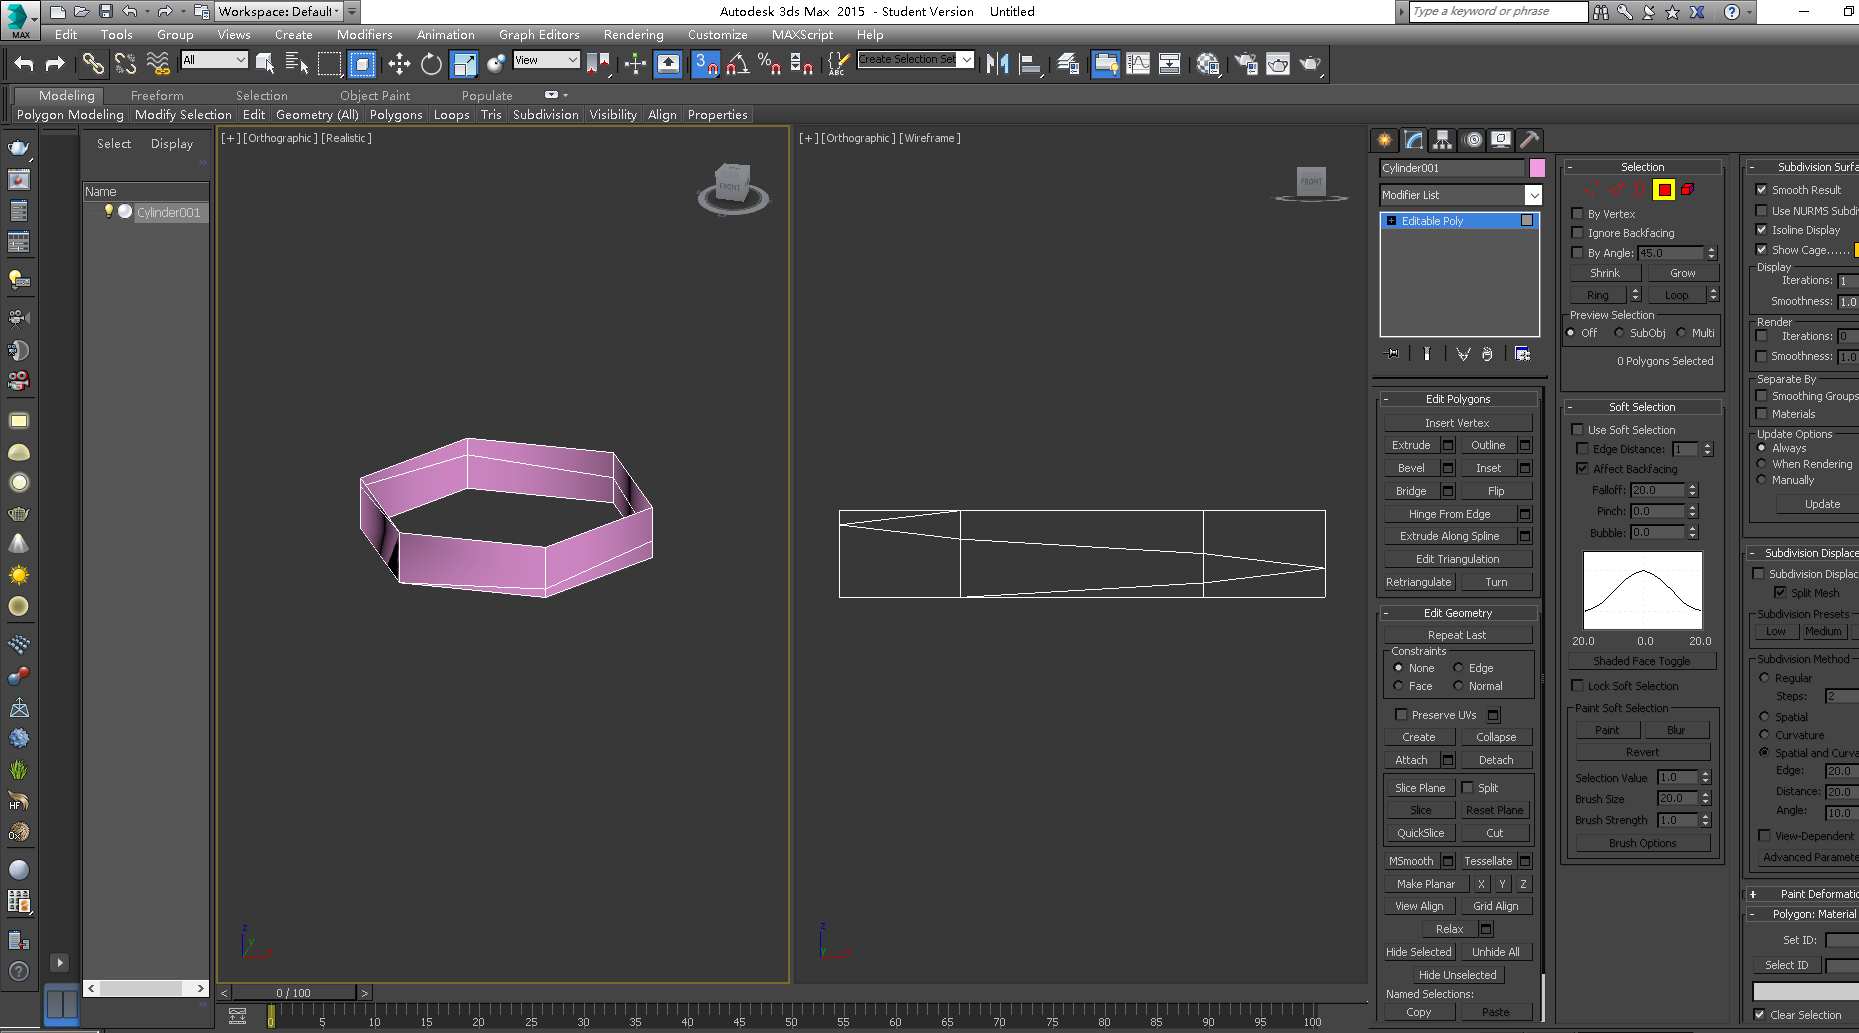 Workspace: Default
Autodesk 3ds Max 2015 - Student Version Untitled
Type a keyword or phrase
MAX
Edit Tools Group Views Create Modifiers Animation Graph Editors Rendering Customize MAXScript Help
All
View
3
ABC
Create Selection Set
Modeling Freeform Selection Object Paint Populate
Polygon Modeling Modify Selection Edit Geometry (All) Polygons Loops Tris Subdivision Visibility Align Properties
Select Display
Name
Cylinder001
[+] [Orthographic] [Realistic]
FRONT
[+] [Orthographic] [Wireframe]
FRONT
z
y
z
0 / 100
0 5 10 15 20 25 30 35 40 45 50 55 60 65 70 75 80 85 90 95 100
Cylinder001
Modifier List
Editable Poly
Edit Polygons
Insert Vertex
Extrude Outline
Bevel Inset
Bridge Flip
Hinge From Edge
Extrude Along Spline
Edit Triangulation
Retriangulate Turn
Edit Geometry
Repeat Last
Constraints
None Edge
Face Normal
Preserve UVs
Create Collapse
Attach Detach
Slice Plane Split
Slice Reset Plane
QuickSlice Cut
MSmooth Tessellate
Make Planar X Y Z
View Align Grid Align
Relax
Hide Selected Unhide All
Hide Unselected
Named Selections:
Copy Paste
Selection
By Vertex
Ignore Backfacing
By Angle: 45.0
Shrink Grow
Ring Loop
Preview Selection
Off SubObj Multi
0 Polygons Selected
Soft Selection
Use Soft Selection
Edge Distance: 1
Affect Backfacing
Falloff: 20.0
Pinch: 0.0
Bubble: 0.0
20.0 0.0 20.0
Shaded Face Toggle
Lock Soft Selection
Paint Soft Selection
Paint Blur
Revert
Selection Value 1.0
Brush Size 20.0
Brush Strength 1.0
Brush Options
Subdivision Surfa
Smooth Result
Use NURMS Subdi
Isoline Display
Show Cage......
Display
Iterations: 1
Smoothness: 1.0
Render
Iterations: 0
Smoothness: 1.0
Separate By
Smoothing Groups
Materials
Update Options
Always
When Rendering
Manually
Update
Subdivision Displace
Subdivision Displac
Split Mesh
Subdivision Presets
Low Medium
Subdivision Method
Regular
Steps: 2
Spatial
Curvature
Spatial and Curva
Edge: 20.0
Distance: 20.0
Angle: 10.0
View-Dependent
Advanced Paramete
Paint Deformatio
Polygon: Material
Set ID:
Select ID
Clear Selection
HF
Ox